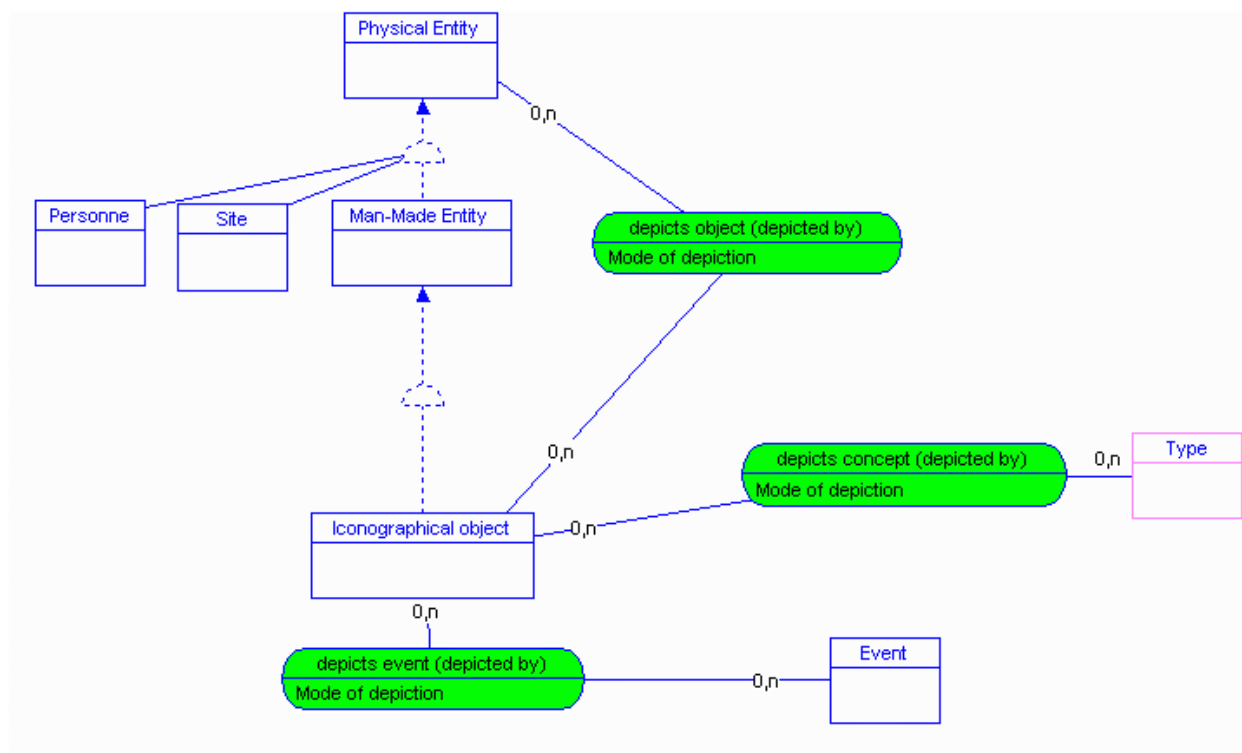 Physical Entity
0,n
Personne
Site
Man-Made Entity
depicts object (depicted by)
Mode of depiction
0,n
depicts concept (depicted by)
Mode of depiction
0,n
Type
Iconographical object
0,n
0,n
depicts event (depicted by)
Mode of depiction
0,n
Event